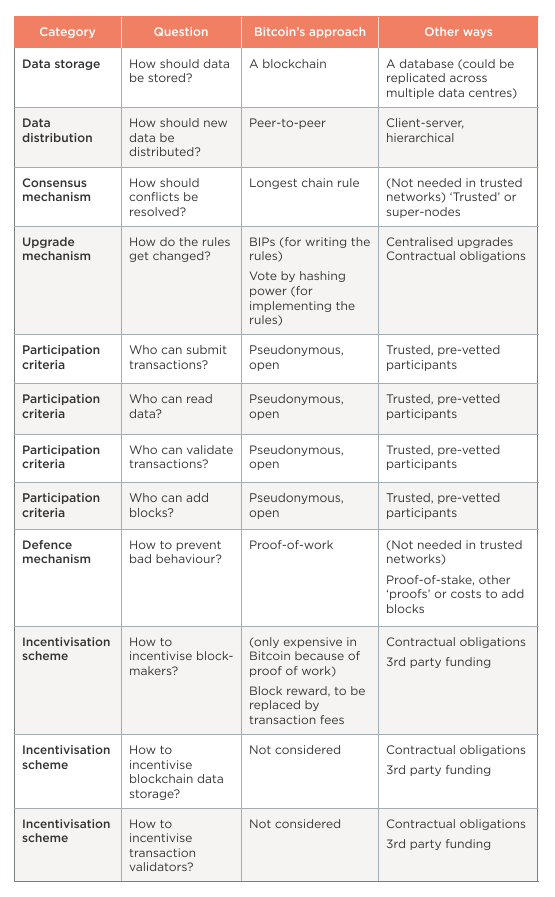 Category
Question
Bitcoin's approach
Other ways
Data storage
How should data
be stored?
A blockchain
A database (could be
replicated across
multiple data centres)
Data
distribution
How should new
data be
distributed?
Peer-to-peer
Client-server,
hierarchical
Consensus
mechanism
How should
conflicts be
resolved?
Longest chain rule
(Not needed in trusted
networks) ‘Trusted’ or
super-nodes
Upgrade
mechanism
How do the rules
get changed?
BIPs (for writing the
rules)
Vote by hashing
power (for
implementing the
rules)
Centralised upgrades
Contractual obligations
Participation
criteria
Who can submit
transactions?
Pseudonymous,
open
Trusted, pre-vetted
participants
Participation
criteria
Who can read
data?
Pseudonymous,
open
Trusted, pre-vetted
participants
Participation
criteria
Who can validate
transactions?
Pseudonymous,
open
Trusted, pre-vetted
participants
Participation
criteria
Who can add
blocks?
Pseudonymous,
open
Trusted, pre-vetted
participants
Defence
mechanism
How to prevent
bad behaviour?
Proof-of-work
(Not needed in trusted
networks)
Proof-of-stake, other
‘proofs’ or costs to add
blocks
Incentivisation
scheme
How to
incentivise block-
makers?
(only expensive in
Bitcoin because of
proof of work)
Block reward, to be
replaced by
transaction fees
Contractual obligations
3rd party funding
Incentivisation
scheme
How to
incentivise
blockchain data
storage?
Not considered
Contractual obligations
3rd party funding
Incentivisation
scheme
How to
incentivise
transaction
validators?
Not considered
Contractual obligations
3rd party funding